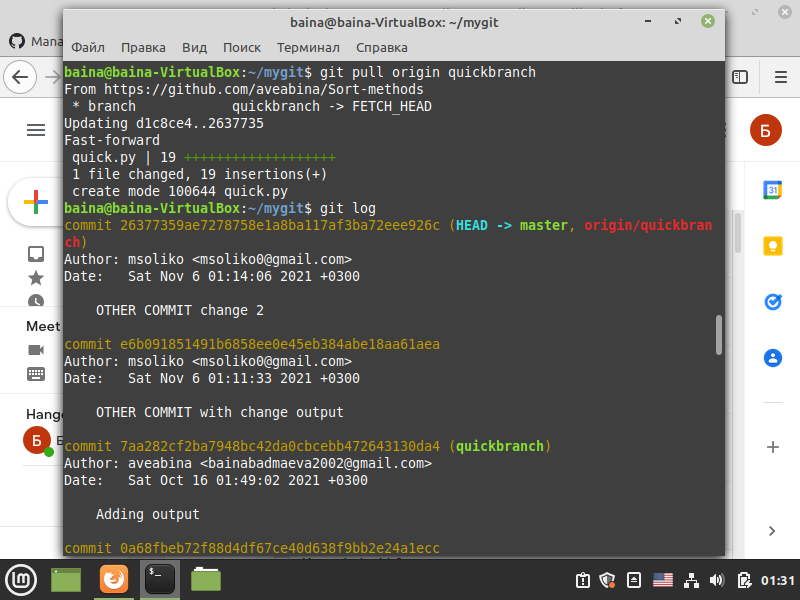 baina@baina-VirtualBox: ~/mygit
Mana
Файл Правка Вид Поиск Терминал Справка
baina@baina-VirtualBox:~/mygit$ git pull origin quickbranch
From https://github.com/aveabina/Sort-methods
 * branch            quickbranch -> FETCH_HEAD
Updating d1c8ce4..2637735
Fast-forward
 quick.py | 19 +++++++++++++++++++
 1 file changed, 19 insertions(+)
 create mode 100644 quick.py
baina@baina-VirtualBox:~/mygit$ git log
commit 26377359ae7278758e1a8ba117af3ba72eee926c (HEAD -> master, origin/quickbran
ch)
Author: msoliko <msoliko0@gmail.com>
Date:   Sat Nov 6 01:14:06 2021 +0300
    OTHER COMMIT change 2
commit e6b091851491b6858ee0e45eb384abe18aa61aea
Author: msoliko <msoliko0@gmail.com>
Date:   Sat Nov 6 01:11:33 2021 +0300
    OTHER COMMIT with change output
commit 7aa282cf2ba7948bc42da0cbcebb472643130da4 (quickbranch)
Author: aveabina <bainabadmaeva2002@gmail.com>
Date:   Sat Oct 16 01:49:02 2021 +0300
    Adding output
commit 0a68fbeb72f88d4df67ce40d638f9bb2e24a1ecc
Meet
Hang
Б
Б
31
01:31